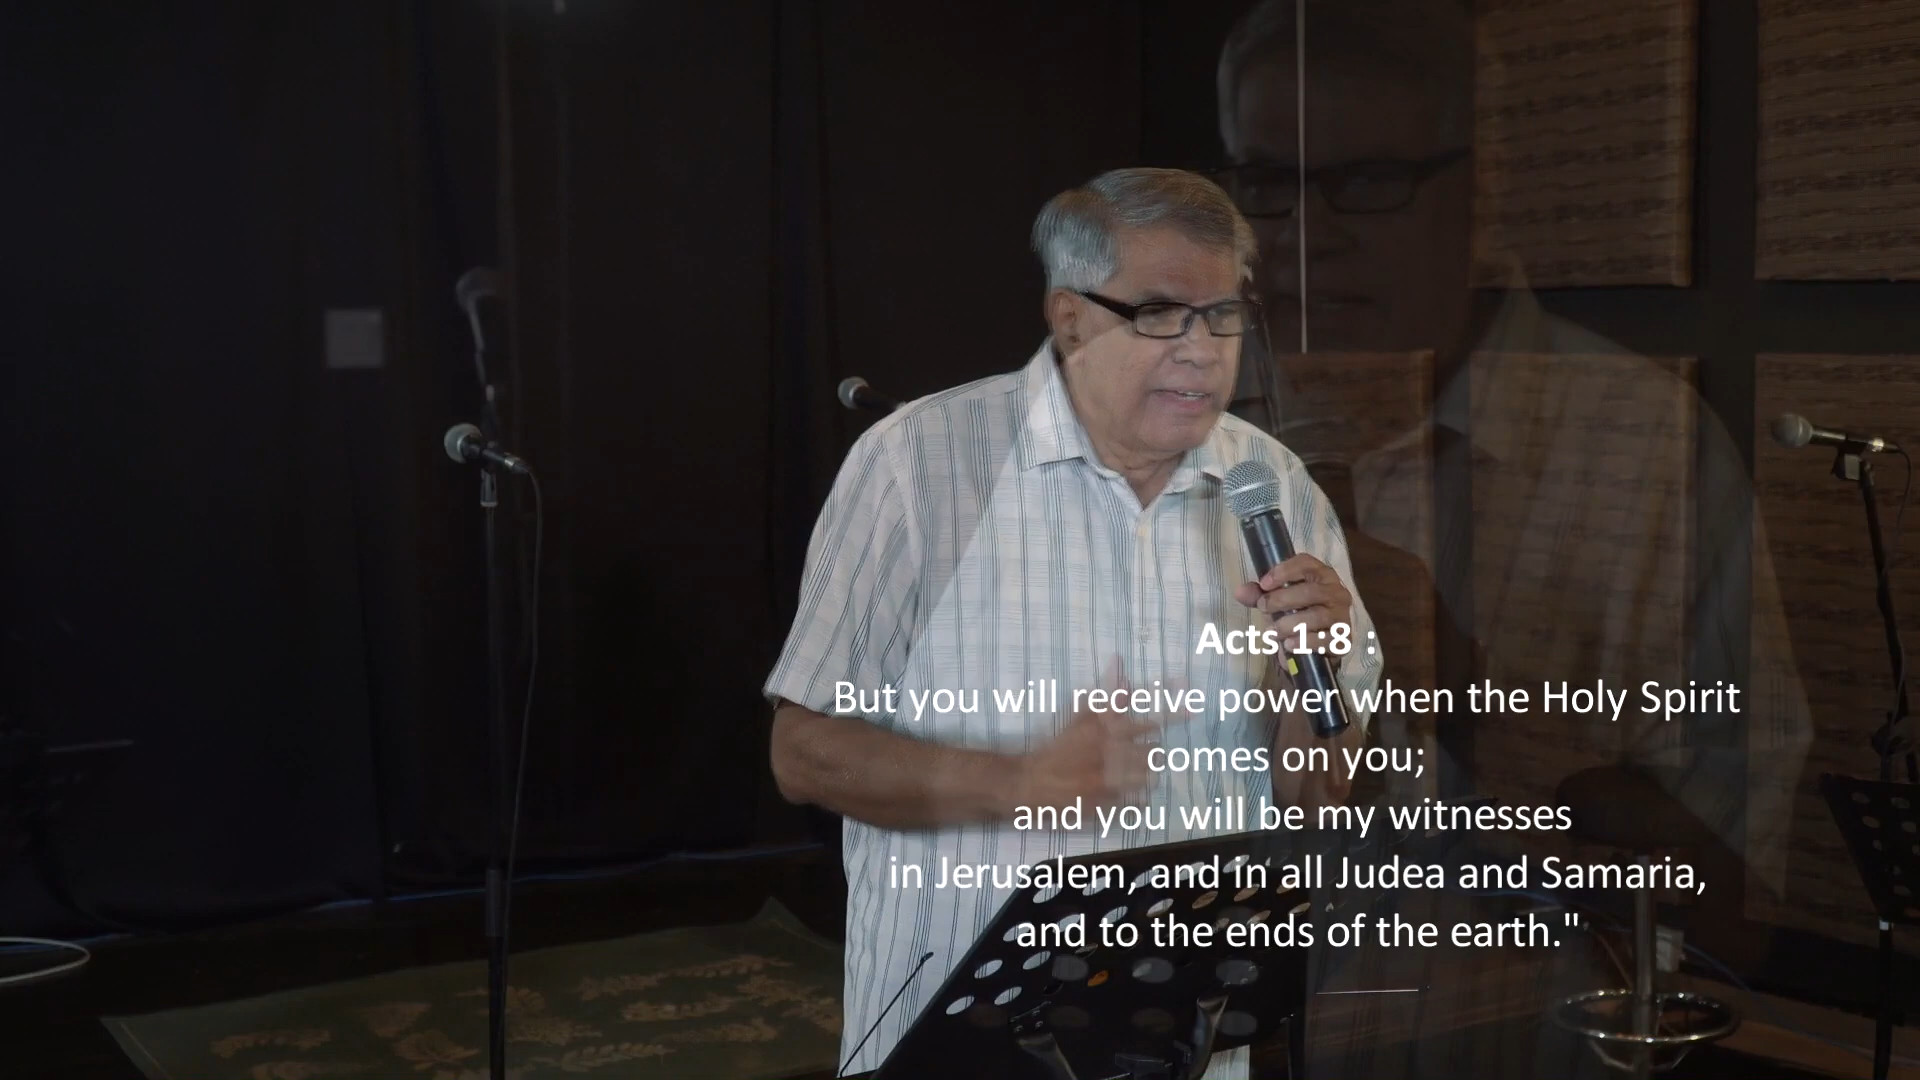 Acts 1:8 :
But you will receive power when the Holy Spirit
comes on you;
and you will be my witnesses
in Jerusalem, and in all Judea and Samaria,
and to the ends of the earth."